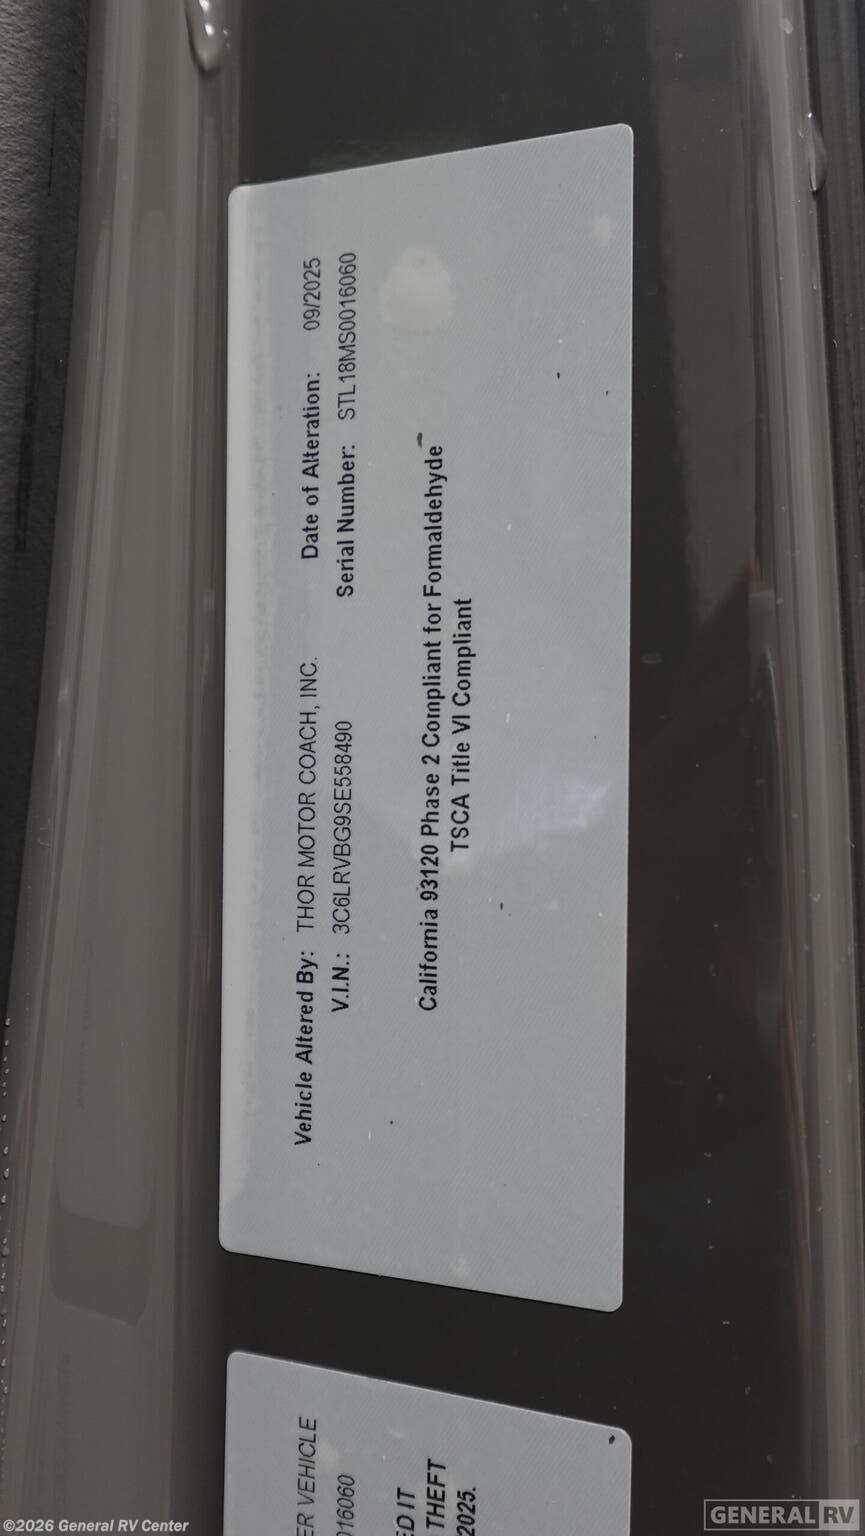 Vehicle Altered By: THOR MOTOR COACH, INC. Date of Alteration: 09/2025
V.I.N.: 3C6LRVBG9SE558490 Serial Number: STL18MS0016060
California 93120 Phase 2 Compliant for Formaldehyde
TSCA Title VI Compliant
ER VEHICLE
016060
ED IT
THEFT
2025.
©2026 General RV Center
GENERAL RV